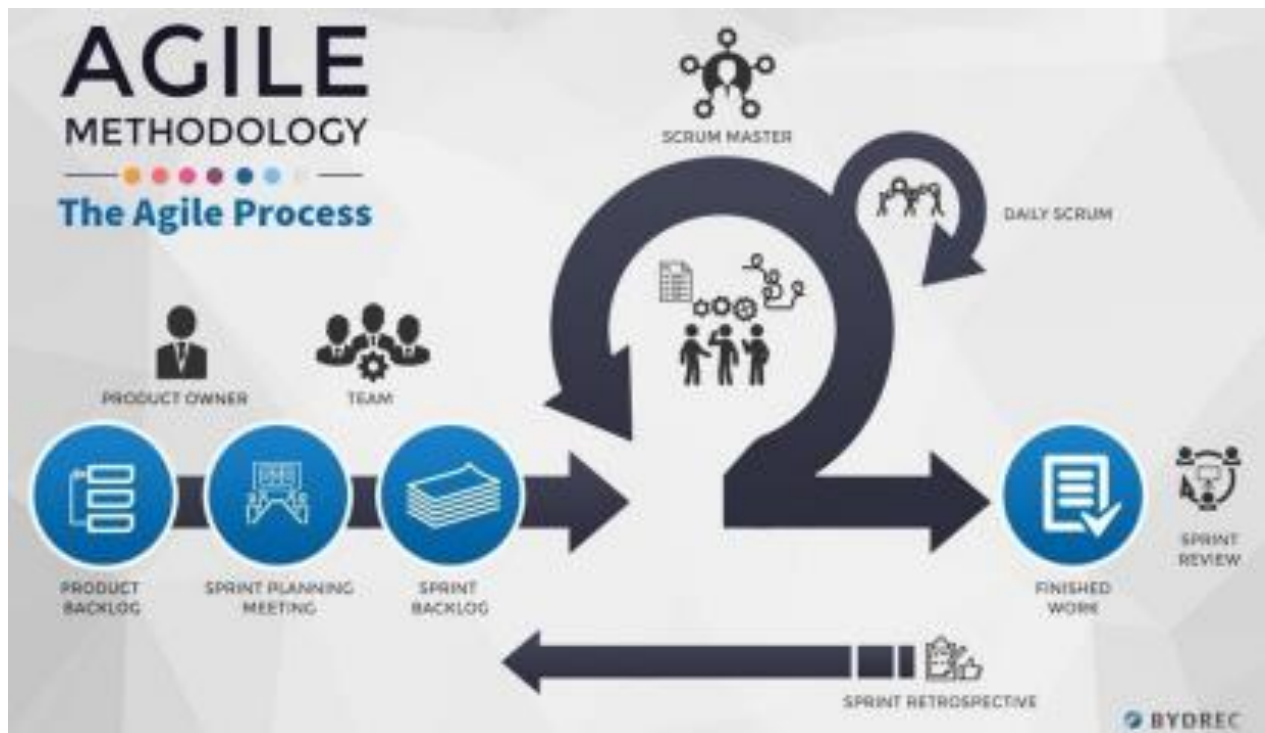 AGILE
METHODOLOGY
The Agile Process
SCRUM MASTER
DAILY SCRUM
PRODUCT OWNER
TEAM
PRODUCT
BACKLOG
SPRINT PLANNING
MEETING
SPRINT
BACKLOG
FINISHED
WORK
SPRINT
REVIEW
SPRINT RETROSPECTIVE
BYDREC